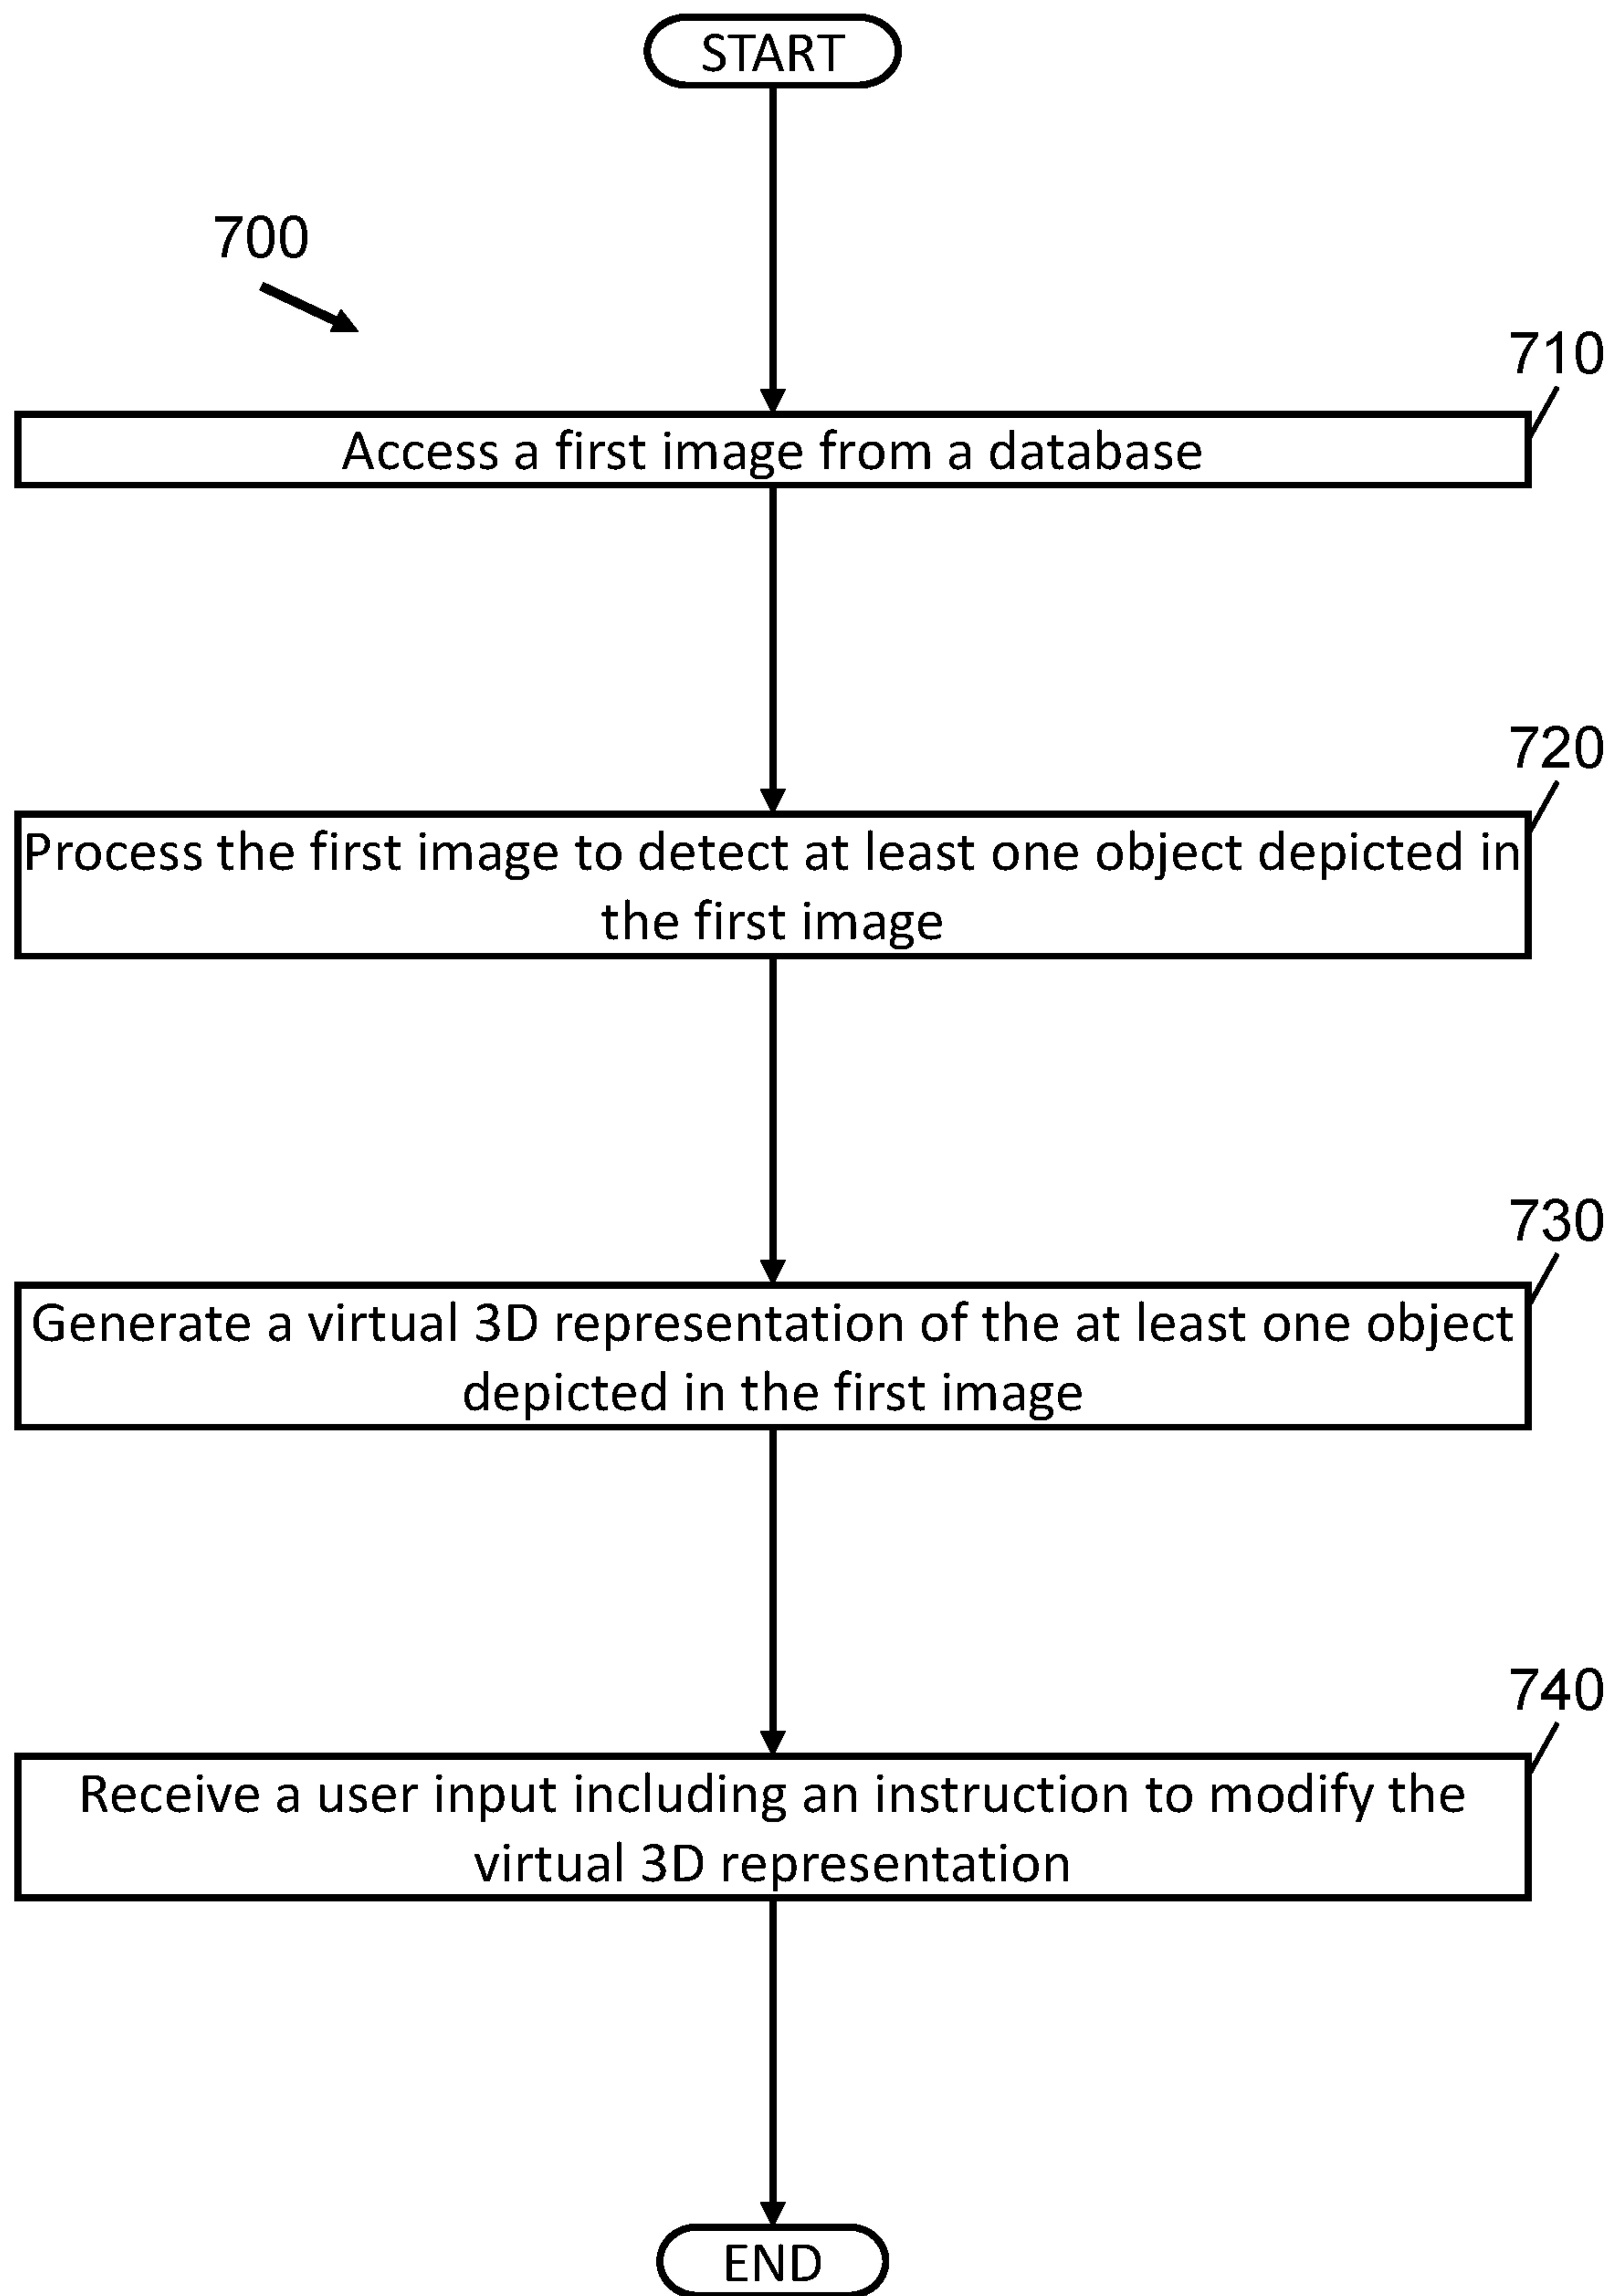 START
700
710
Access a first image from a database
720
Process the first image to detect at least one object depicted in
the first image
730
Generate a virtual 3D representation of the at least one object
depicted in the first image
740
Receive a user input including an instruction to modify the
virtual 3D representation
END